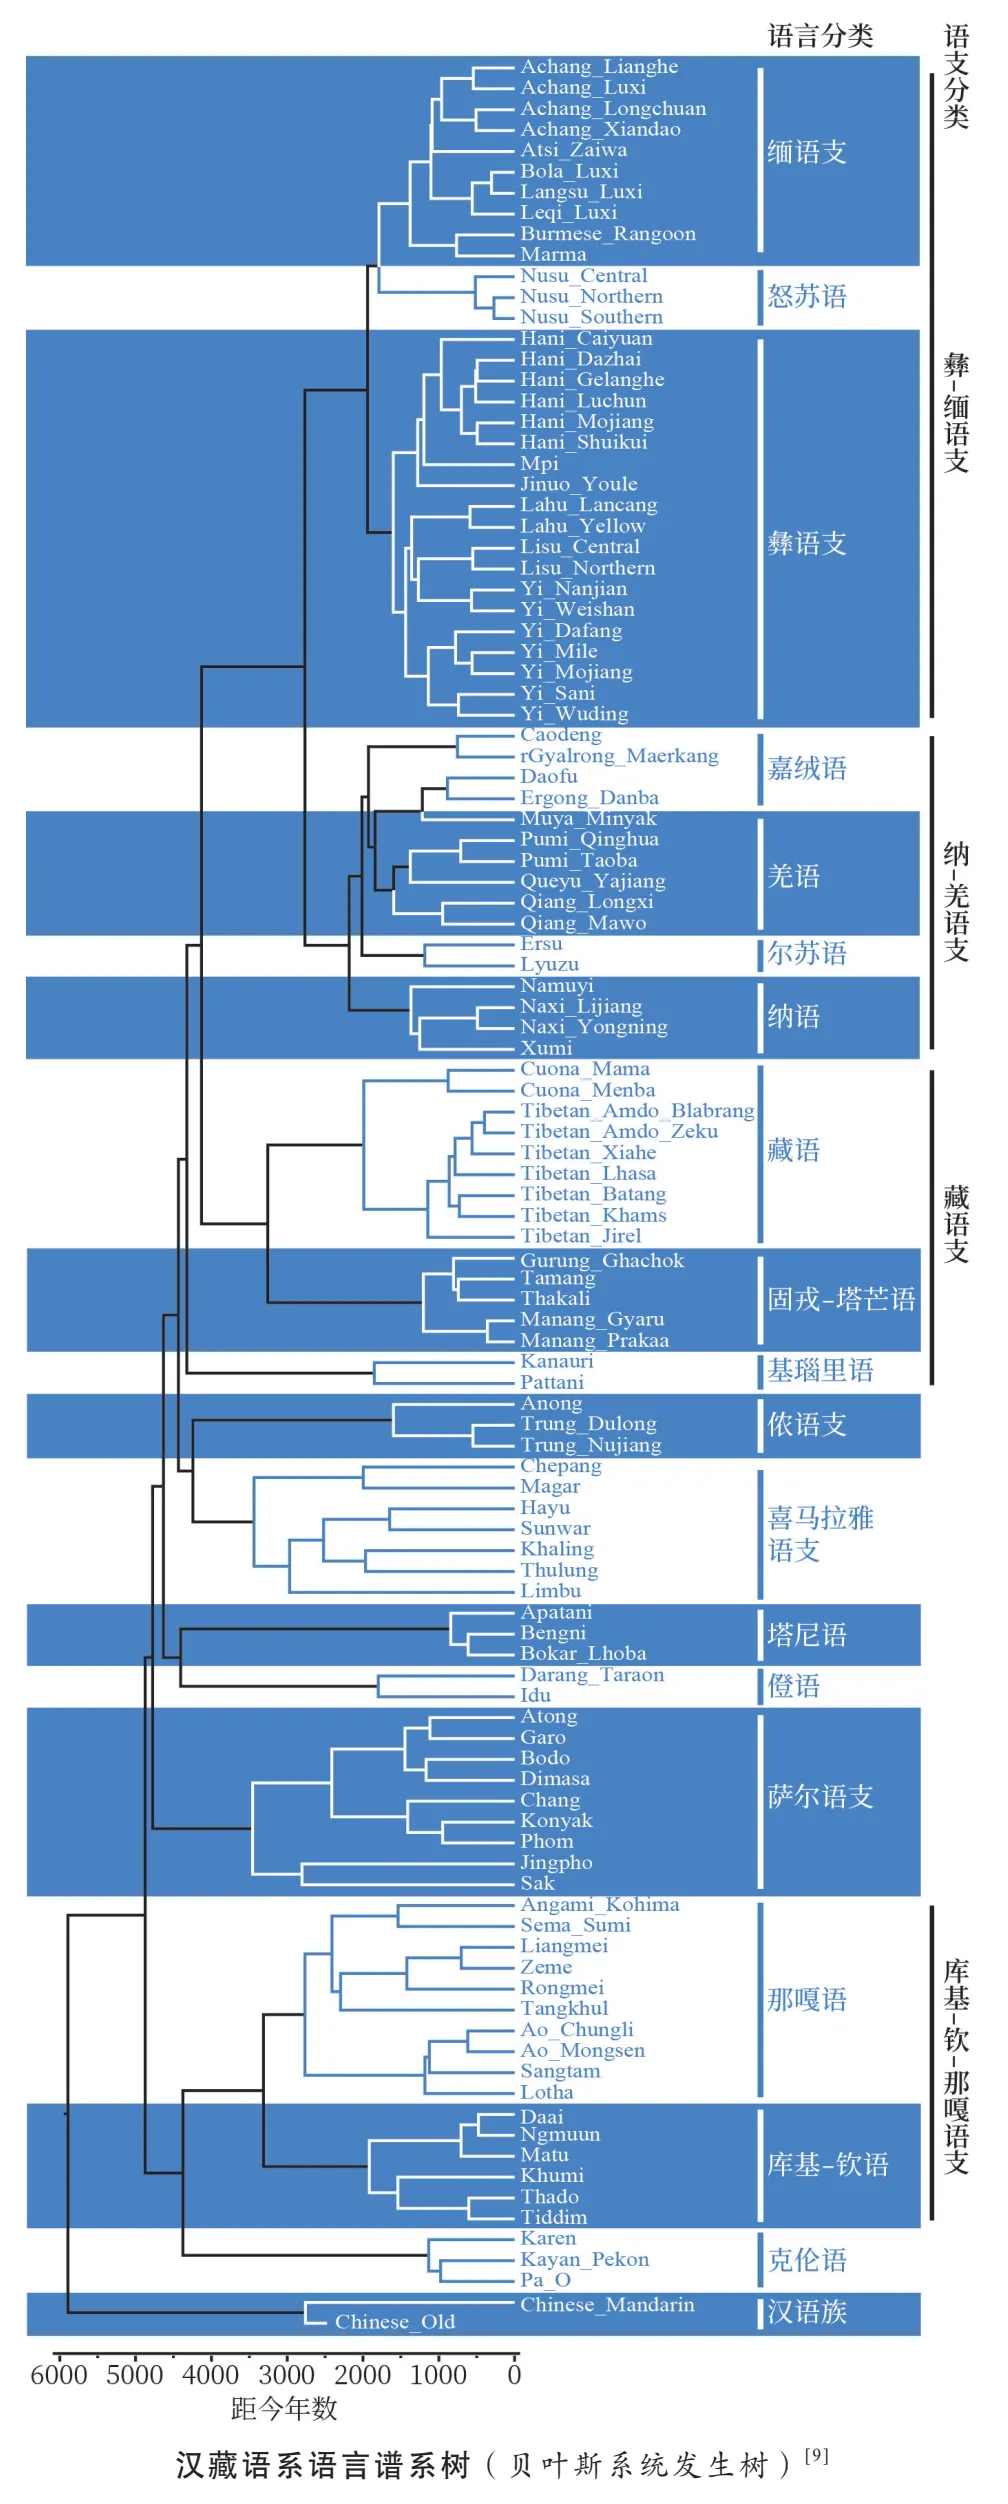 语言分类
语支分类
Achang_Lianghe
Achang_Luxi
Achang_Longchuan
Achang_Xiandao
Atsi_Zaiwa
Bola_Luxi
Langsu_Luxi
Leqi_Luxi
Burmese_Rangoon
Marma
缅语支
Nusu_Central
Nusu_Northern
Nusu_Southern
怒苏语
Hani_Caiyuan
Hani_Dazhai
Hani_Gelanghe
Hani_Luchun
Hani_Mojiang
Hani_Shuikui
Mpi
Jinuo_Youle
Lahu_Lancang
Lahu_Yellow
Lisu_Central
Lisu_Northern
Yi_Nanjian
Yi_Weishan
Yi_Dafang
Yi_Mile
Yi_Mojiang
Yi_Sani
Yi_Wuding
彝语支
彝-缅语支
Caodeng
rGyalrong_Maerkang
Daofu
Ergong_Danba
嘉绒语
Muya_Minyak
Pumi_Qinghua
Pumi_Taoba
Queyu_Yajiang
Qiang_Longxi
Qiang_Mawo
羌语
Ersu
Lyuzu
尔苏语
Namuyi
Naxi_Lijiang
Naxi_Yongning
Xumi
纳语
纳-羌语支
Cuona_Mama
Cuona_Menba
Tibetan_Amdo_Blabrang
Tibetan_Amdo_Zeku
Tibetan_Xiahe
Tibetan_Lhasa
Tibetan_Batang
Tibetan_Khams
Tibetan_Jirel
藏语
Gurung_Ghachok
Tamang
Thakali
Manang_Gyaru
Manang_Prakaa
固戎-塔芒语
Kanauri
Pattani
基瑙里语
藏语支
Anong
Trung_Dulong
Trung_Nujiang
侬语支
Chepang
Magar
Hayu
Sunwar
Khaling
Thulung
Limbu
喜马拉雅
语支
Apatani
Bengni
Bokar_Lhoba
塔尼语
Darang_Taraon
Idu
僜语
Atong
Garo
Bodo
Dimasa
Chang
Konyak
Phom
Jingpho
Sak
萨尔语支
Angami_Kohima
Sema_Sumi
Liangmei
Zeme
Rongmei
Tangkhul
Ao_Chungli
Ao_Mongsen
Sangtam
Lotha
那嘎语
Daai
Ngmuun
Matu
Khumi
Thado
Tiddim
库基-钦语
库基-钦-那嘎语支
Karen
Kayan_Pekon
Pa_O
克伦语
Chinese_Mandarin
Chinese_Old
汉语族
6000 5000 4000 3000 2000 1000 0
距今年数
汉藏语系语言谱系树（贝叶斯系统发生树）[9]